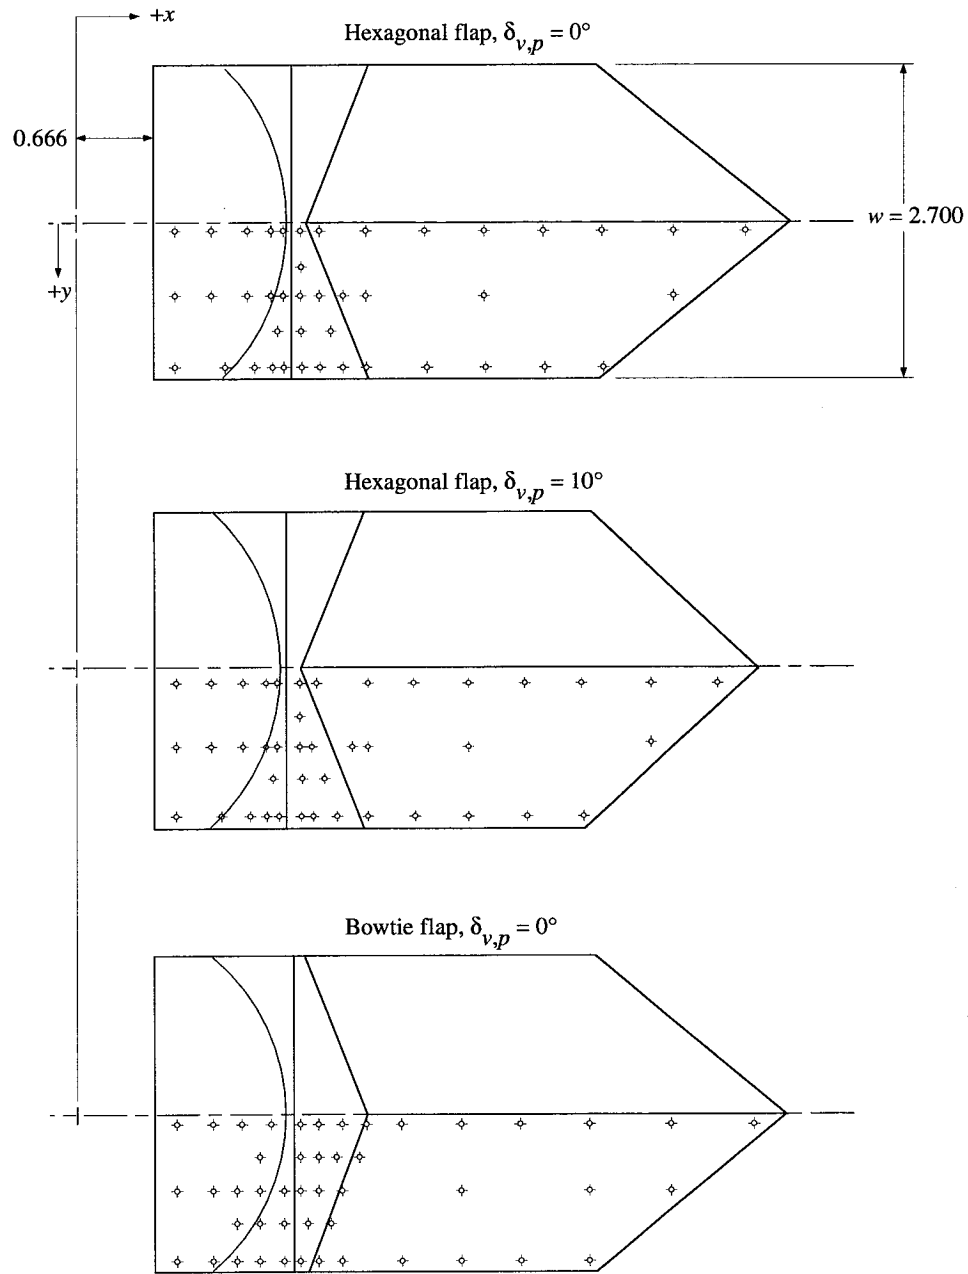 +x
Hexagonal flap, δv,p = 0°
0.666
w = 2.700
+y
Hexagonal flap, δv,p = 10°
Bowtie flap, δv,p = 0°